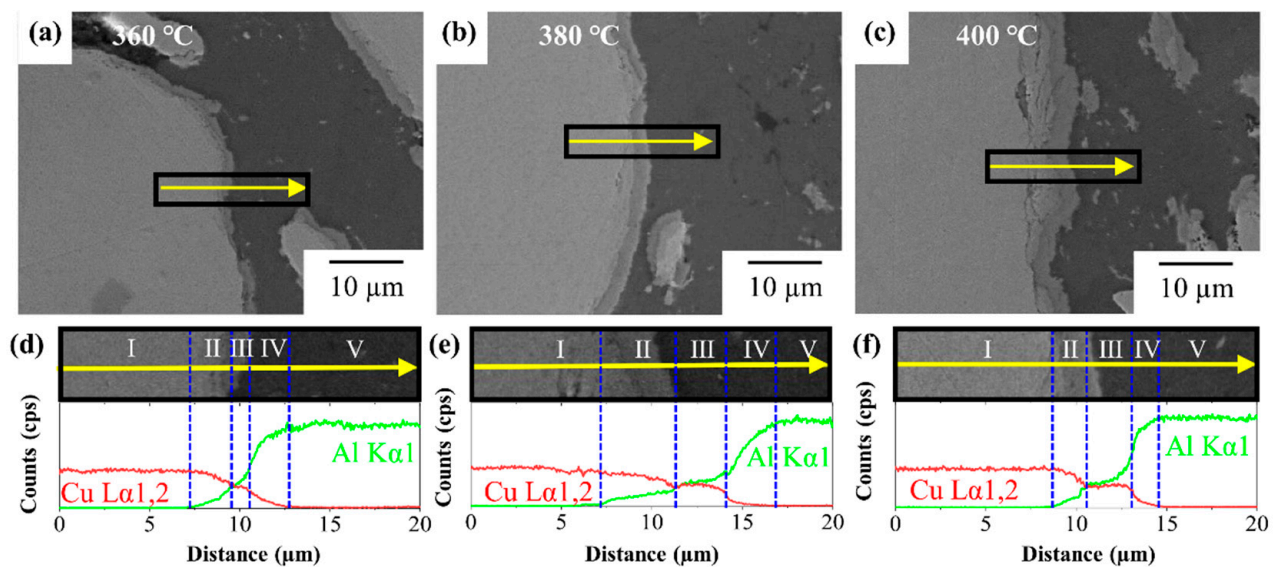 (a) 360 °C
10 µm
(b) 380 °C
10 µm
(c) 400 °C
10 µm
(d) I II III IV V
Counts (cps)
Al Kα1
Cu Lα1,2
0 5 10 15 20
Distance (µm)
(e) I II III IV V
Counts (cps)
Al Kα1
Cu Lα1,2
0 5 10 15 20
Distance (µm)
(f) I II III IV V
Counts (cps)
Al Kα1
Cu Lα1,2
0 5 10 15 20
Distance (µm)